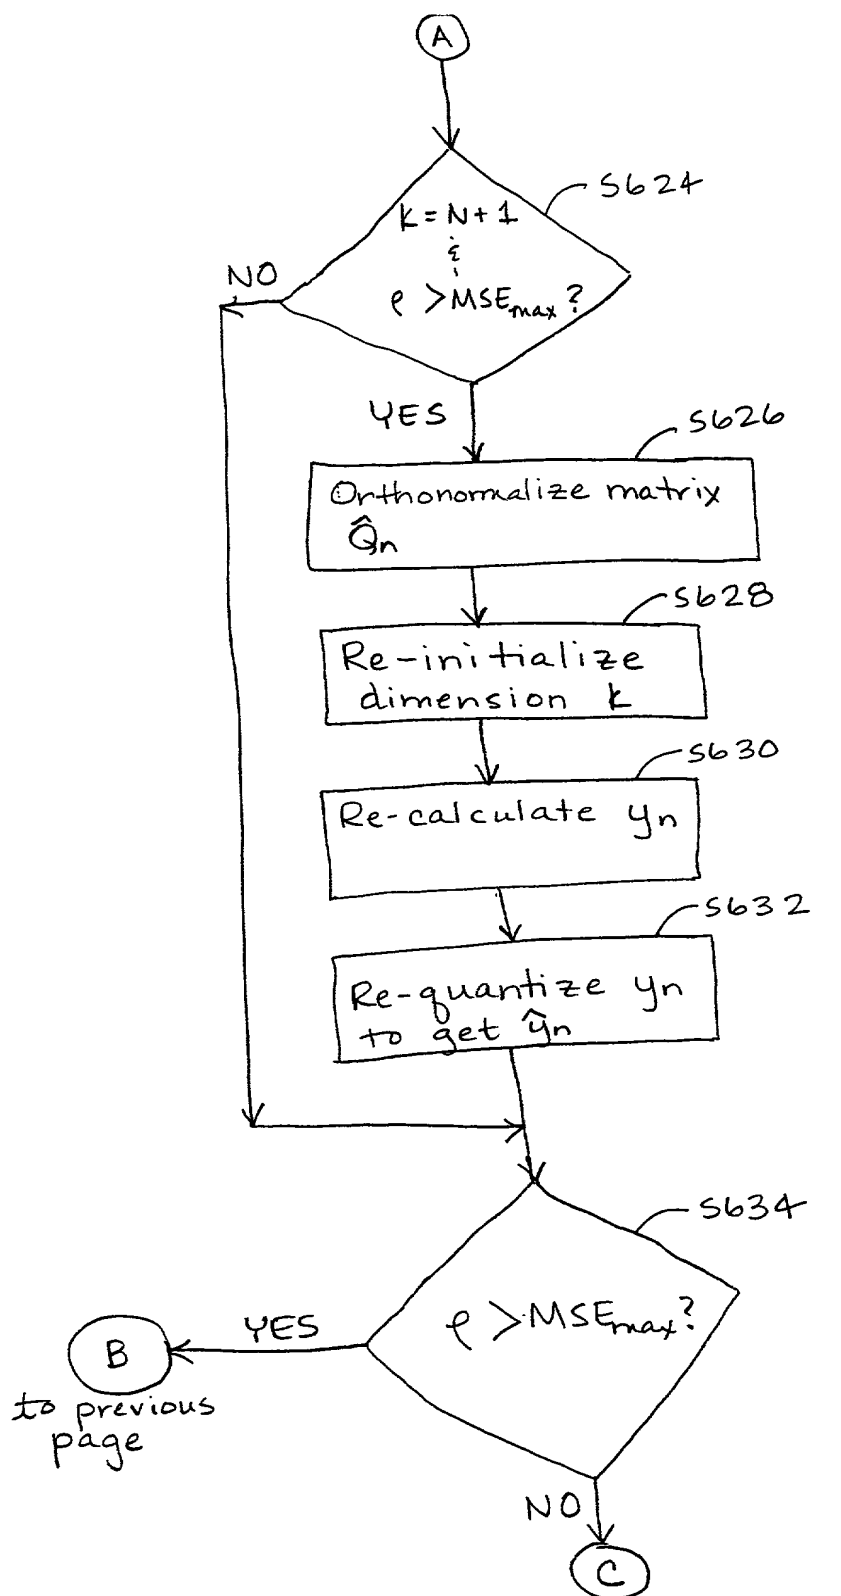 A
S624
k = N + 1
&
ρ > MSEmax?
NO
YES
S626
Orthonormalize matrix
Q̂n
S628
Re-initialize
dimension k
S630
Re-calculate yn
S632
Re-quantize yn
to get ŷn
S634
ρ > MSEmax?
YES
B
to previous
page
NO
C